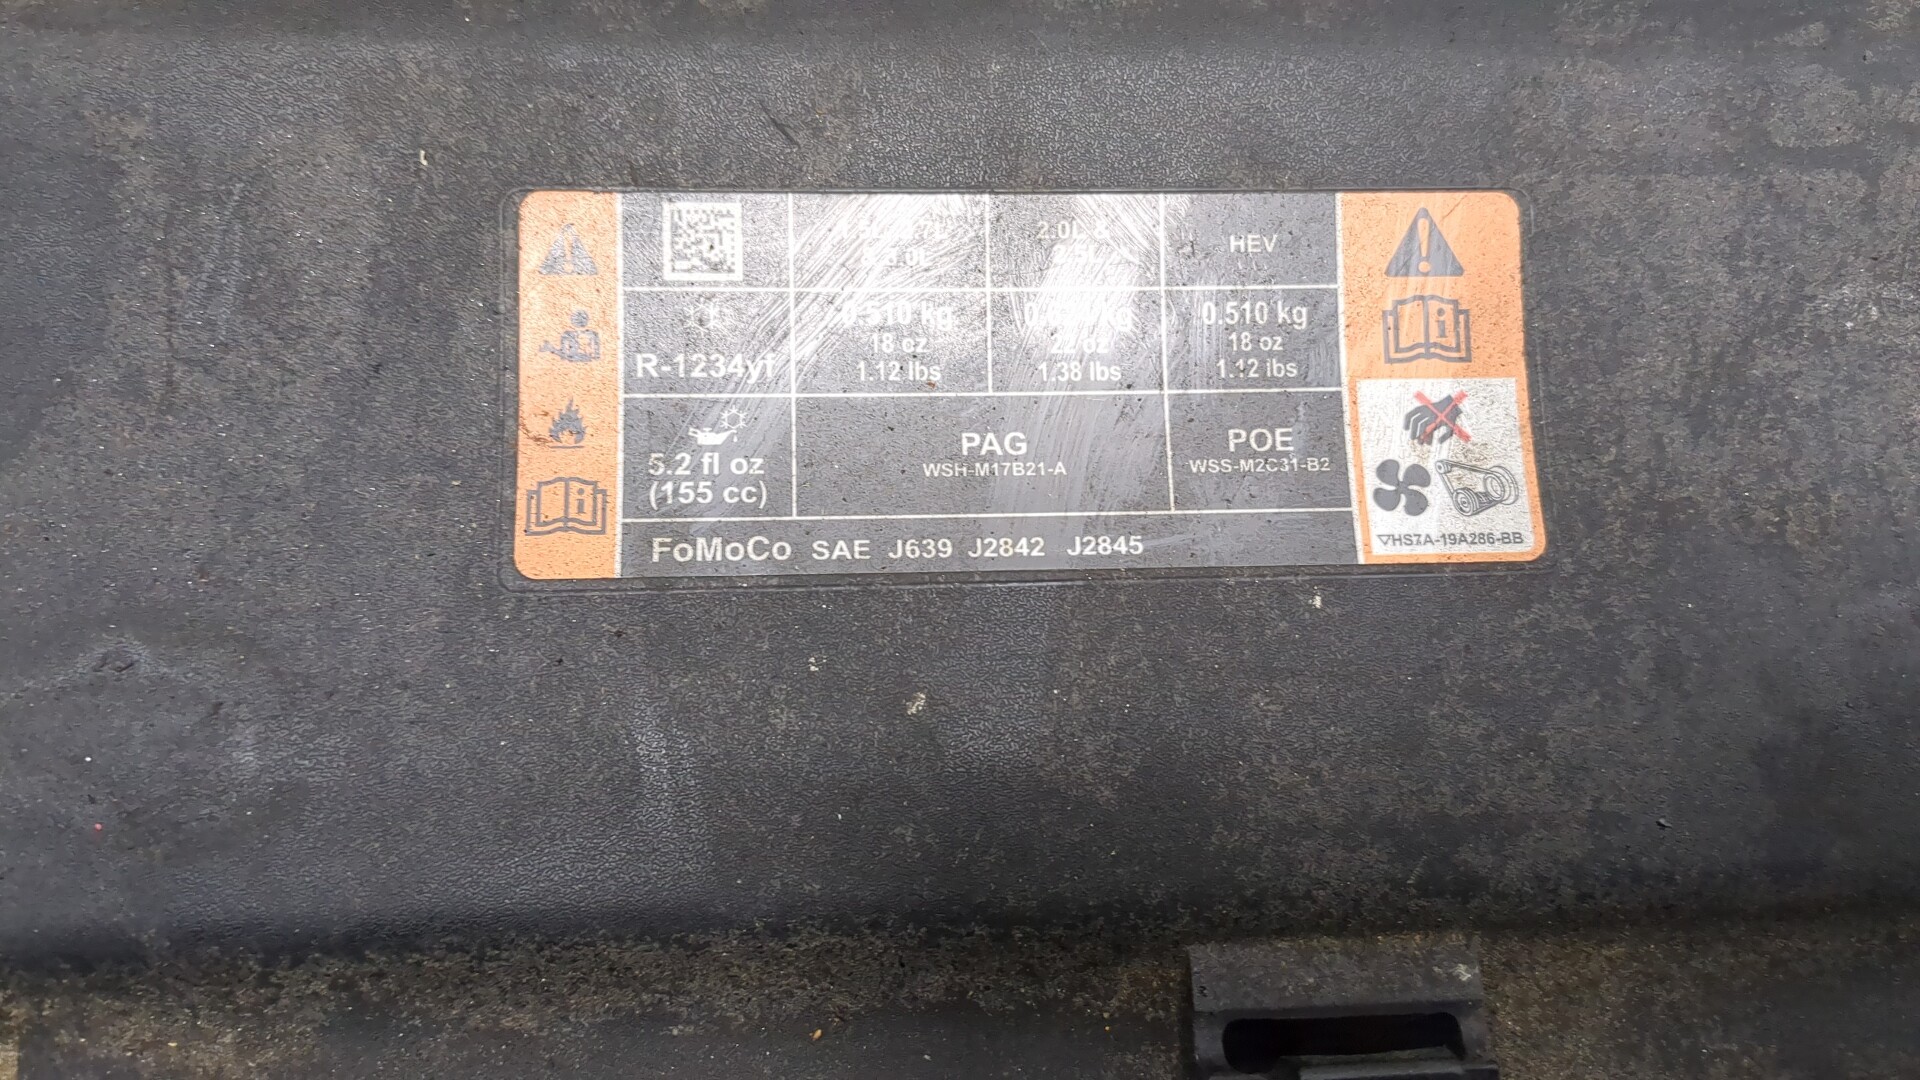 2.0L &
HEV
R-1234yf
0.510 kg
18 oz
1.12 lbs
22 oz
1.38 lbs
0.510 kg
18 oz
1.12 lbs
5.2 fl oz
(155 cc)
PAG
WSH-M17B21-A
POE
WSS-M2C31-B2
FoMoCo SAE J639 J2842 J2845
▽HS7A-19A286-BB